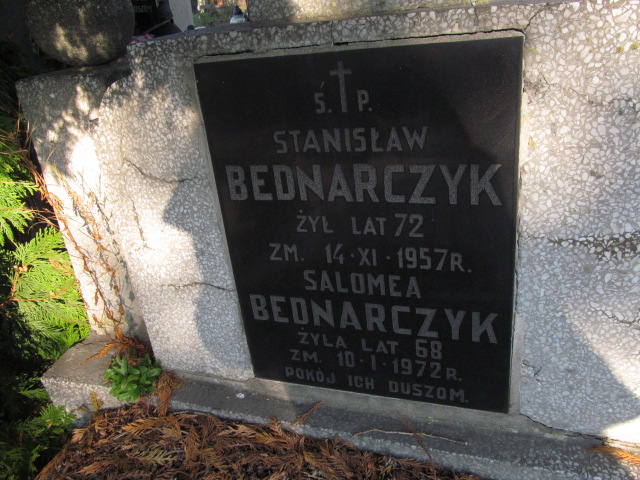 Ś. P.
STANISŁAW
BEDNARCZYK
ŻYŁ LAT 72
ZM. 14·XI·1957R.
SALOMEA
BEDNARCZYK
ŻYŁA LAT 68
ZM. 10·I·1972R.
POKÓJ ICH DUSZOM.